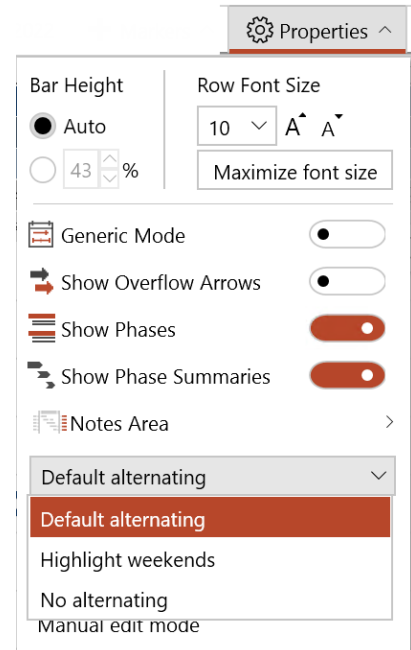 Properties
Bar Height
Row Font Size
Auto
10
A A
43 %
Maximize font size
Generic Mode
Show Overflow Arrows
Show Phases
Show Phase Summaries
Notes Area
Default alternating
Default alternating
Highlight weekends
No alternating
Manual edit mode